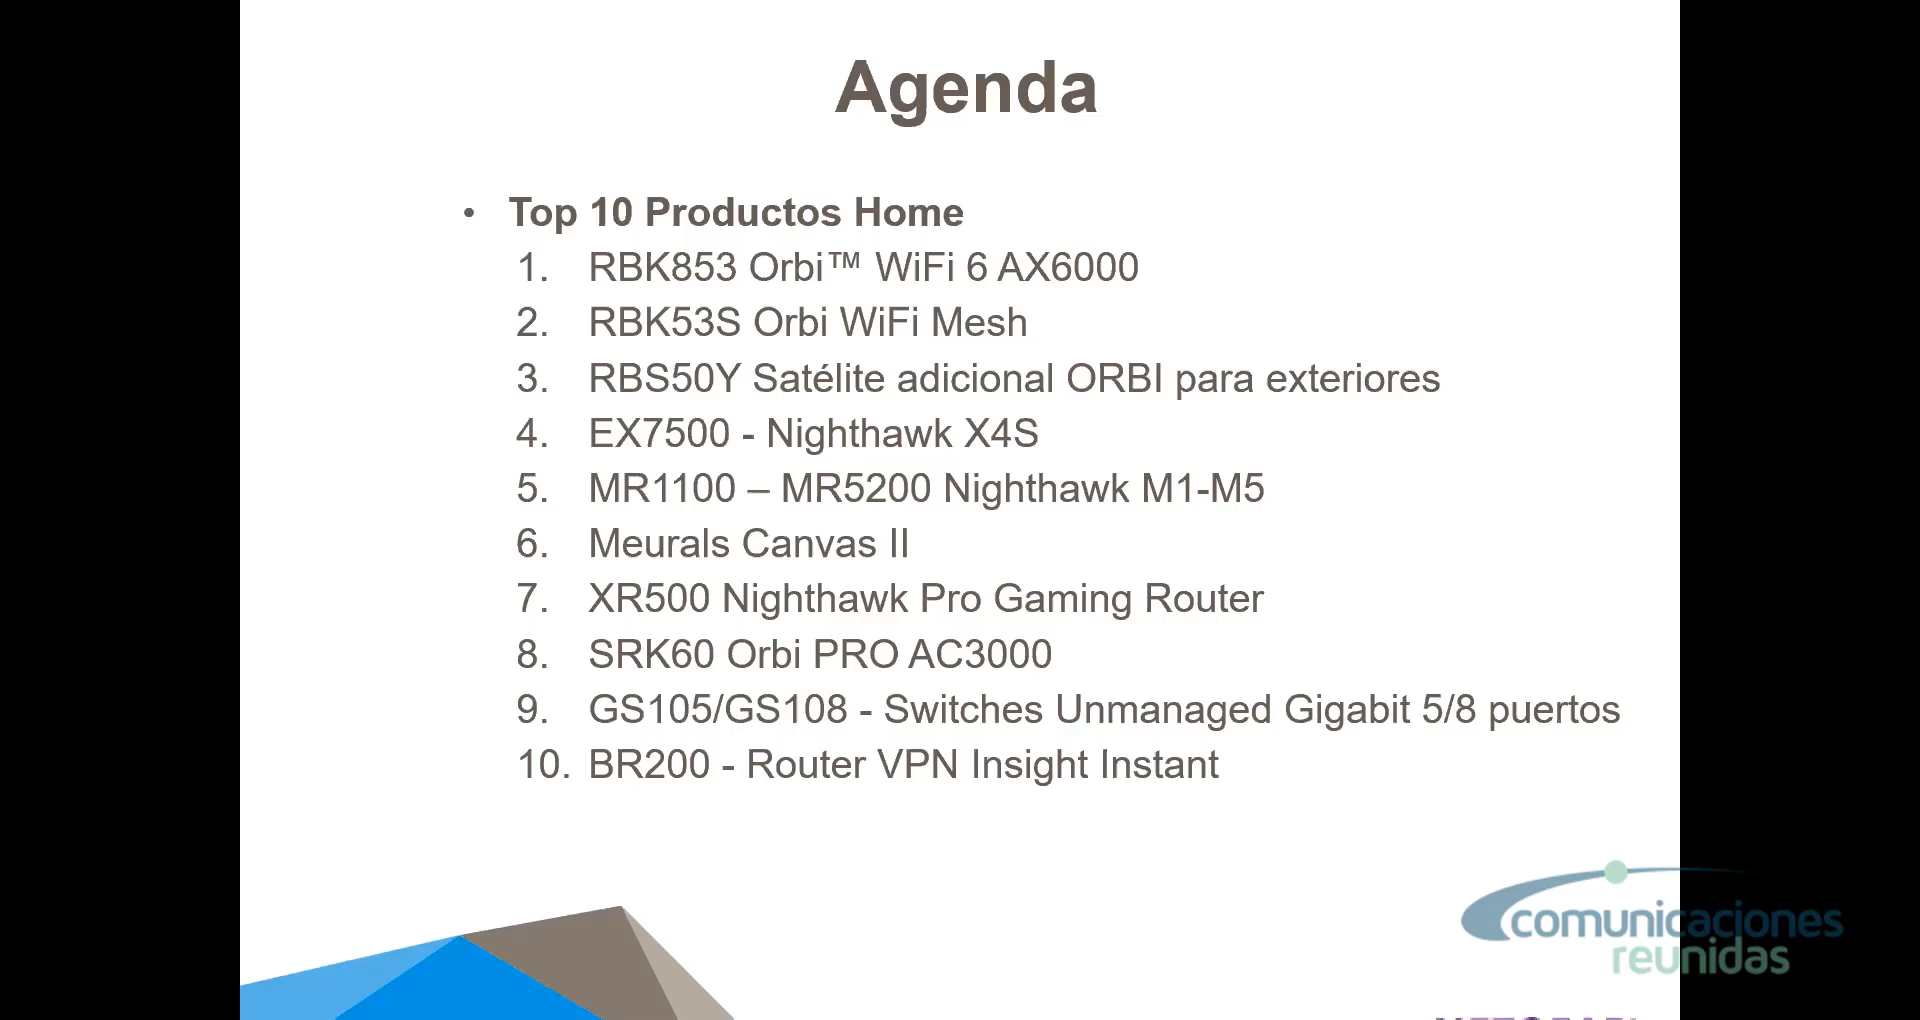 Agenda
• Top 10 Productos Home
1. RBK853 Orbi™ WiFi 6 AX6000
2. RBK53S Orbi WiFi Mesh
3. RBS50Y Satélite adicional ORBI para exteriores
4. EX7500 - Nighthawk X4S
5. MR1100 – MR5200 Nighthawk M1-M5
6. Meurals Canvas II
7. XR500 Nighthawk Pro Gaming Router
8. SRK60 Orbi PRO AC3000
9. GS105/GS108 - Switches Unmanaged Gigabit 5/8 puertos
10. BR200 - Router VPN Insight Instant
comunicaciones
reunidas